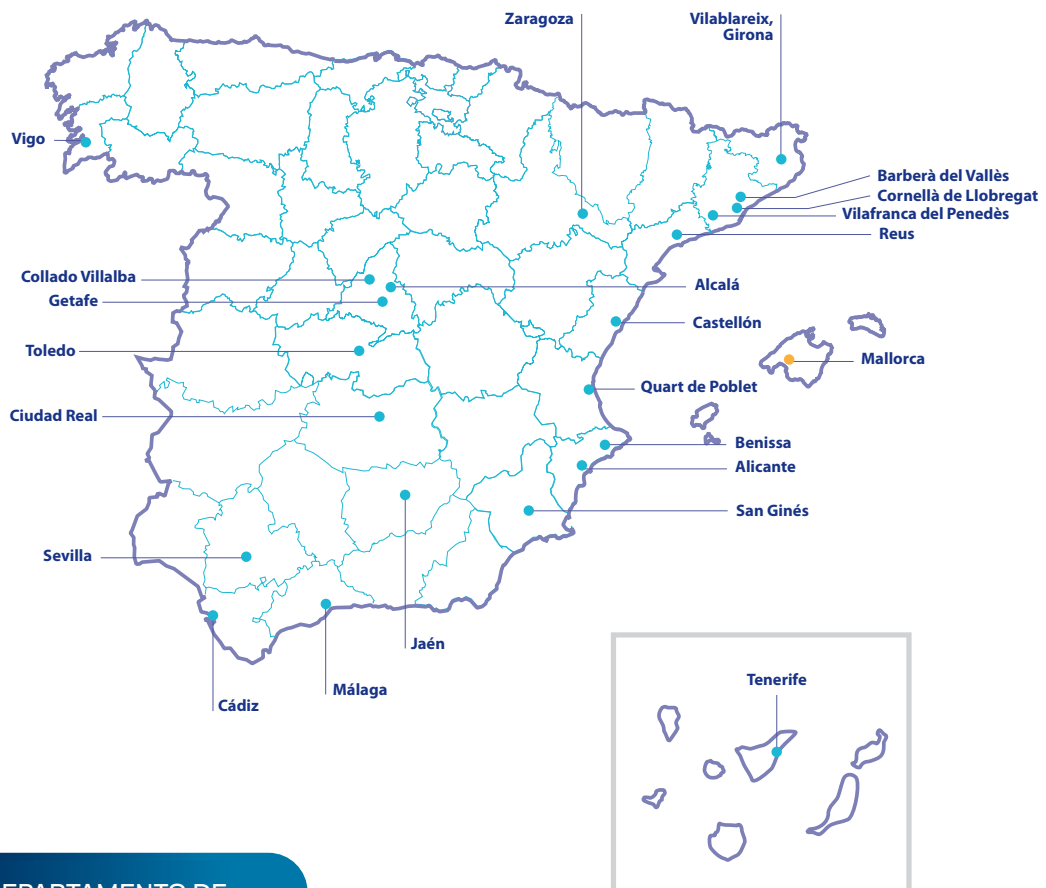 Zaragoza
Vilablareix,
Girona
Vigo
Barberà del Vallès
Cornellà de Llobregat
Vilafranca del Penedès
Reus
Collado Villalba
Alcalá
Getafe
Castellón
Toledo
Mallorca
Quart de Poblet
Ciudad Real
Benissa
Alicante
San Ginés
Sevilla
Jaén
Málaga
Cádiz
Tenerife
DE